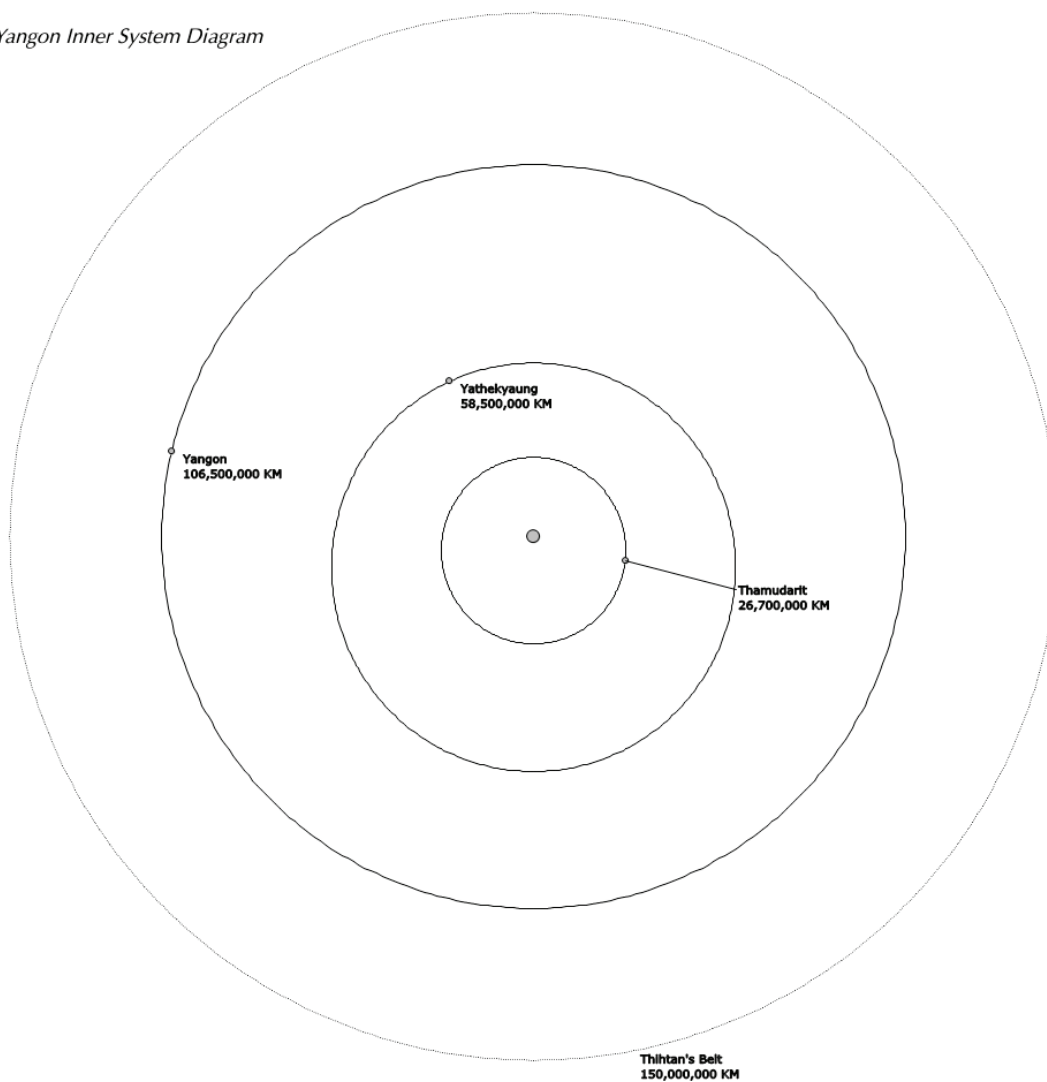 Yangon Inner System Diagram
Yathekyaung
58,500,000 KM
Yangon
106,500,000 KM
Thamudarit
26,700,000 KM
Thihtan's Belt
150,000,000 KM